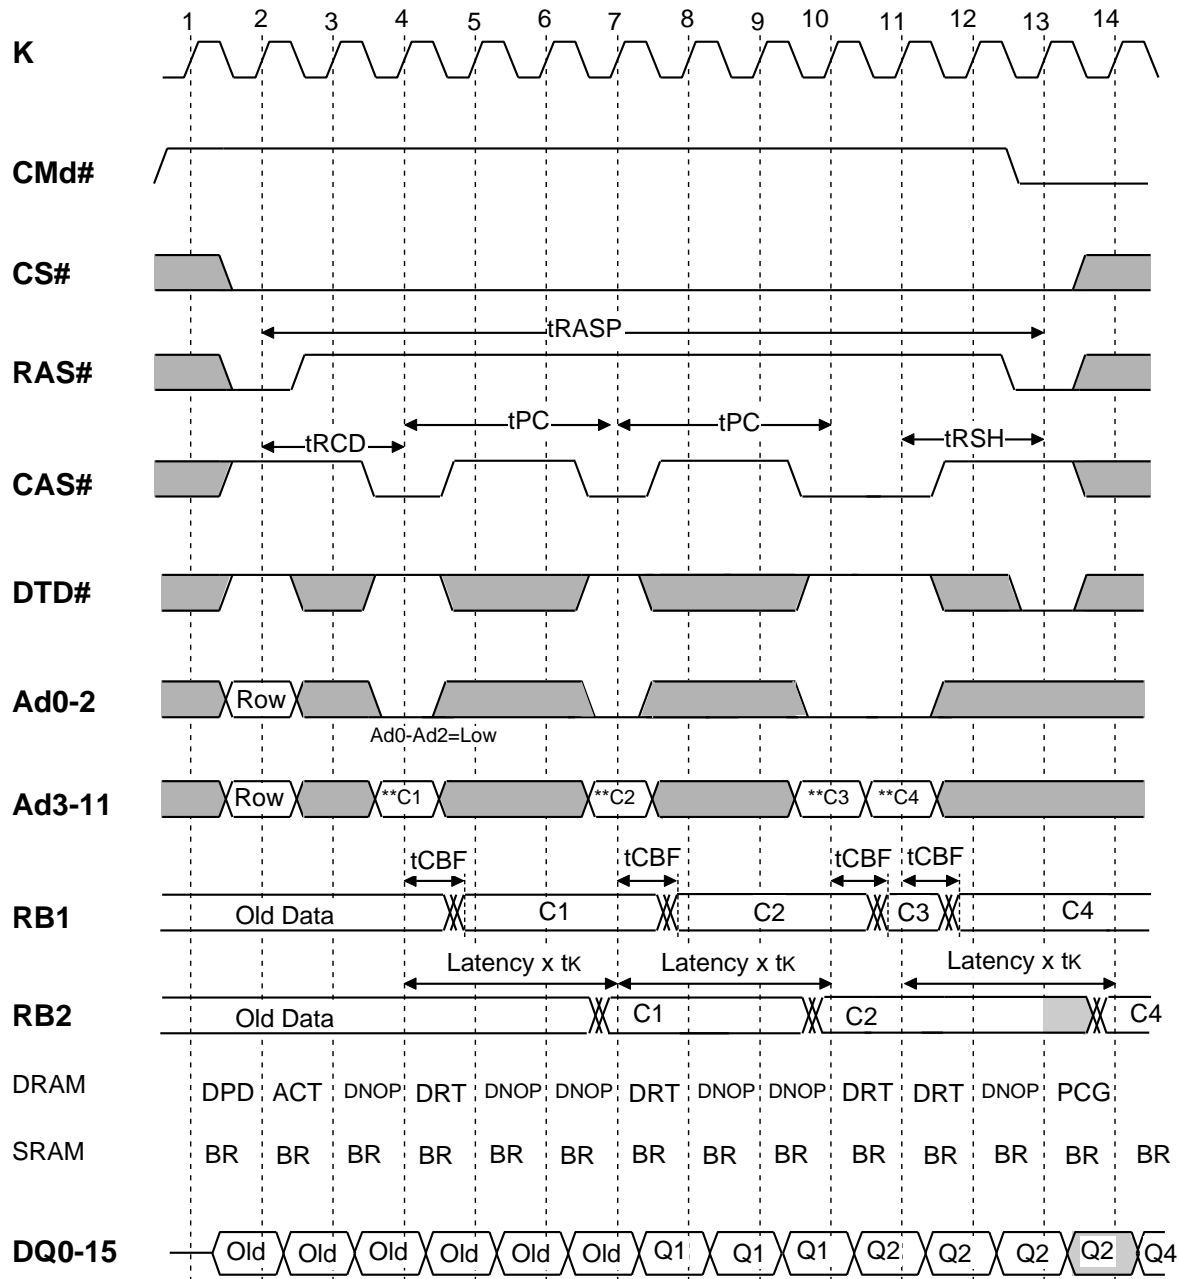 1 2 3 4 5 6 7 8 9 10 11 12 13 14
K
CMd#
CS#
tRASP
RAS#
tPC tPC
tRCD tRSH
CAS#
DTD#
Ad0-2 Row
Ad0-Ad2=Low
Ad3-11 Row **C1 **C2 **C3 **C4
tCBF tCBF tCBF tCBF
RB1 Old Data C1 C2 C3 C4
Latency x tK Latency x tK Latency x tK
RB2 Old Data C1 C2 C4
DRAM DPD ACT DNOP DRT DNOP DNOP DRT DNOP DNOP DRT DRT DNOP PCG
SRAM BR BR BR BR BR BR BR BR BR BR BR BR BR BR
DQ0-15 Old Old Old Old Old Old Q1 Q1 Q1 Q2 Q2 Q2 Q2 Q4